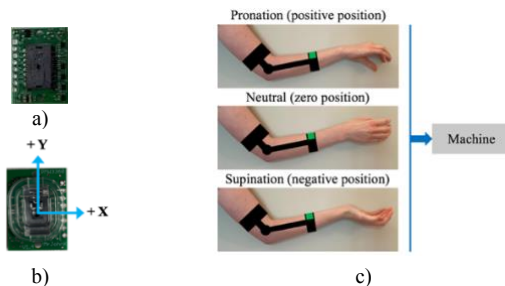 a)
+ Y
+ X
b)
Pronation (positive position)
Neutral (zero position)
Supination (negative position)
Machine
c)